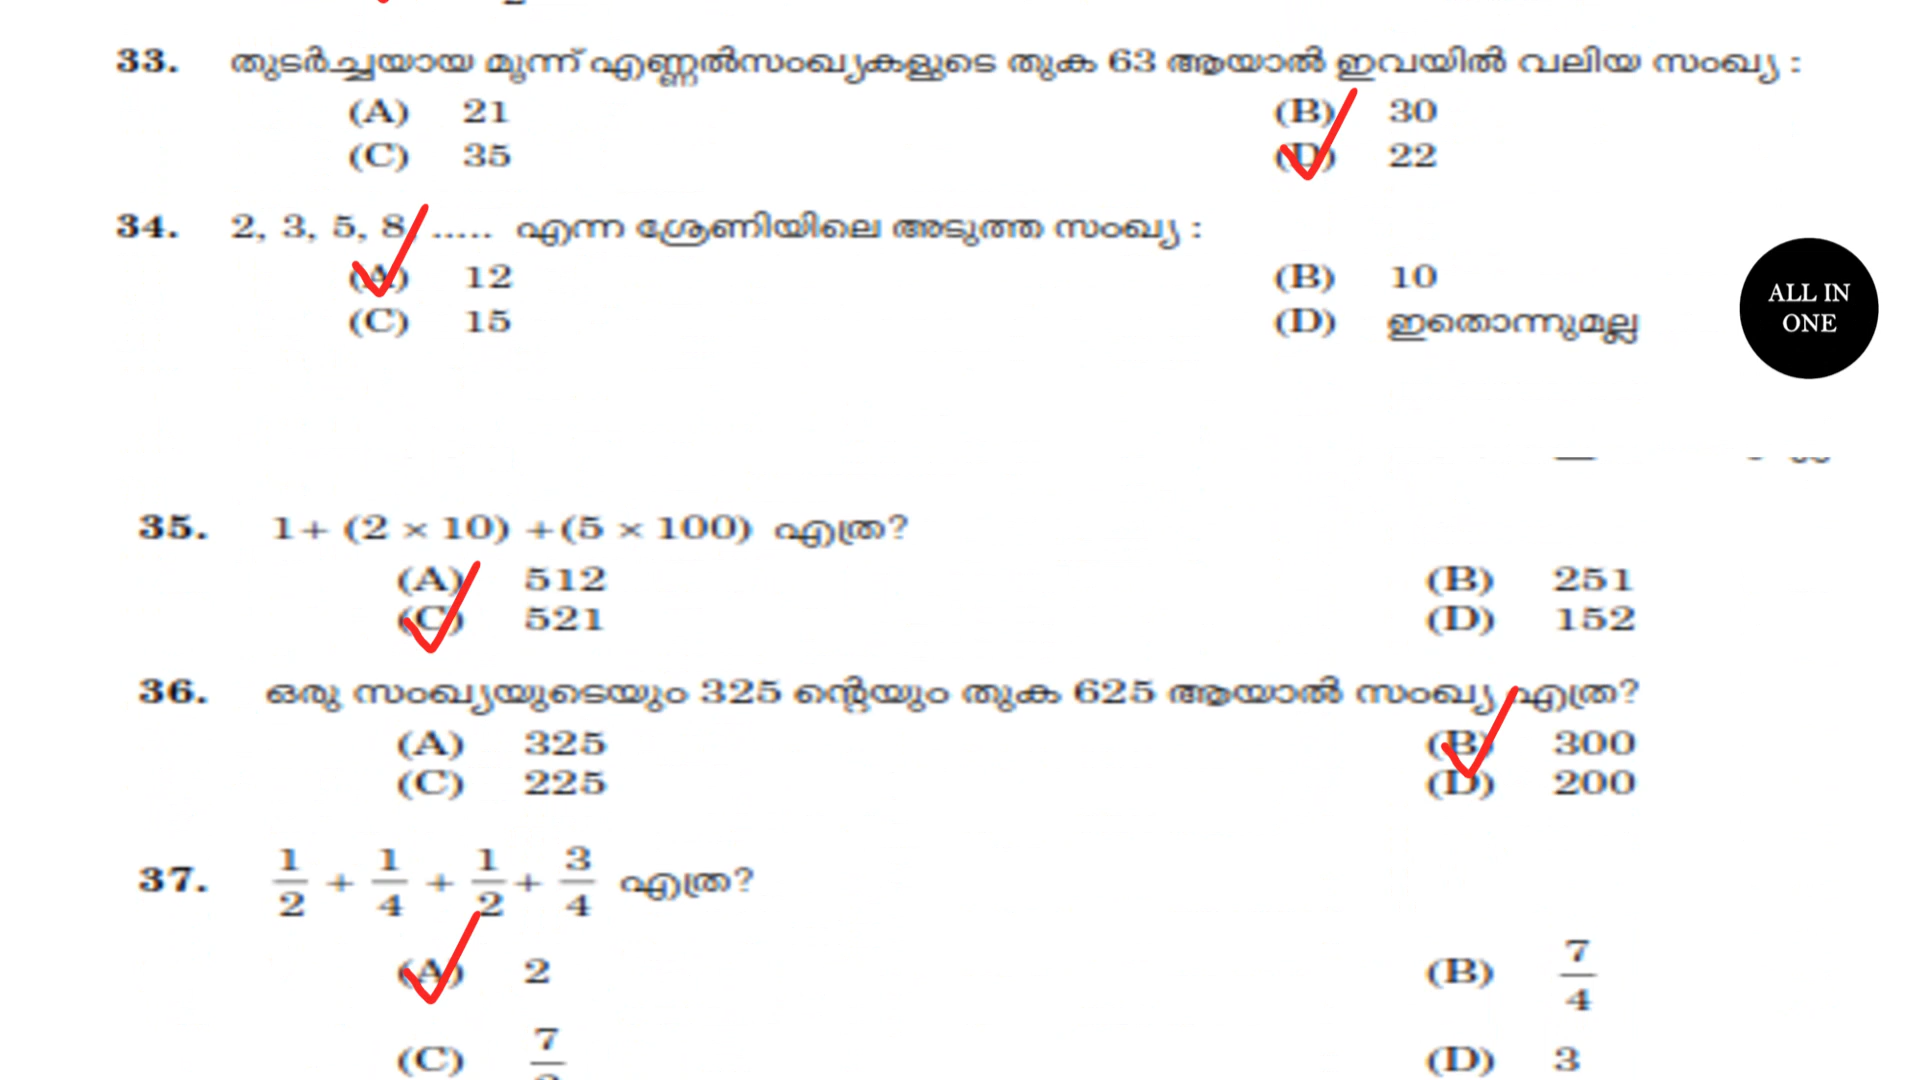 33. തുടർച്ചയായ മൂന്ന് എണ്ണൽസംഖ്യകളുടെ തുക 63 ആയാൽ ഇവയിൽ വലിയ സംഖ്യ :
(A) 21 (B) 30
(C) 35 (D) 22
34. 2, 3, 5, 8, ..... എന്ന ശ്രേണിയിലെ അടുത്ത സംഖ്യ :
(A) 12 (B) 10
(C) 15 (D) ഇതൊന്നുമല്ല
ALL IN
ONE
35. 1+ (2 × 10) +(5 × 100) എത്ര?
(A) 512 (B) 251
(C) 521 (D) 152
36. ഒരു സംഖ്യയുടെയും 325 ന്റെയും തുക 625 ആയാൽ സംഖ്യ എത്ര?
(A) 325 (B) 300
(C) 225 (D) 200
37. 1/2 + 1/4 + 1/2 + 3/4 എത്ര?
(A) 2 (B) 7/4
(C) 7 (D) 3